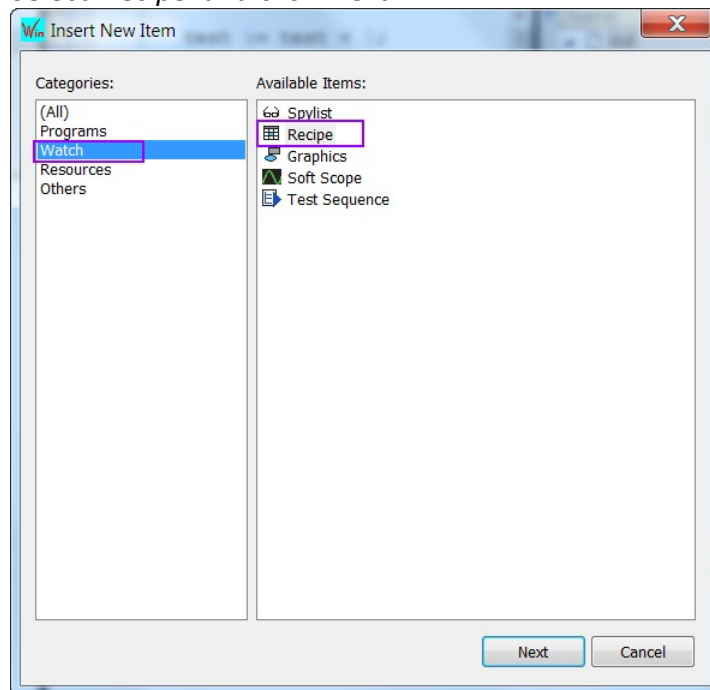 Win Insert New Item
Categories:
(All)
Programs
Watch
Resources
Others
Available Items:
Spylist
Recipe
Graphics
Soft Scope
Test Sequence
Next
Cancel